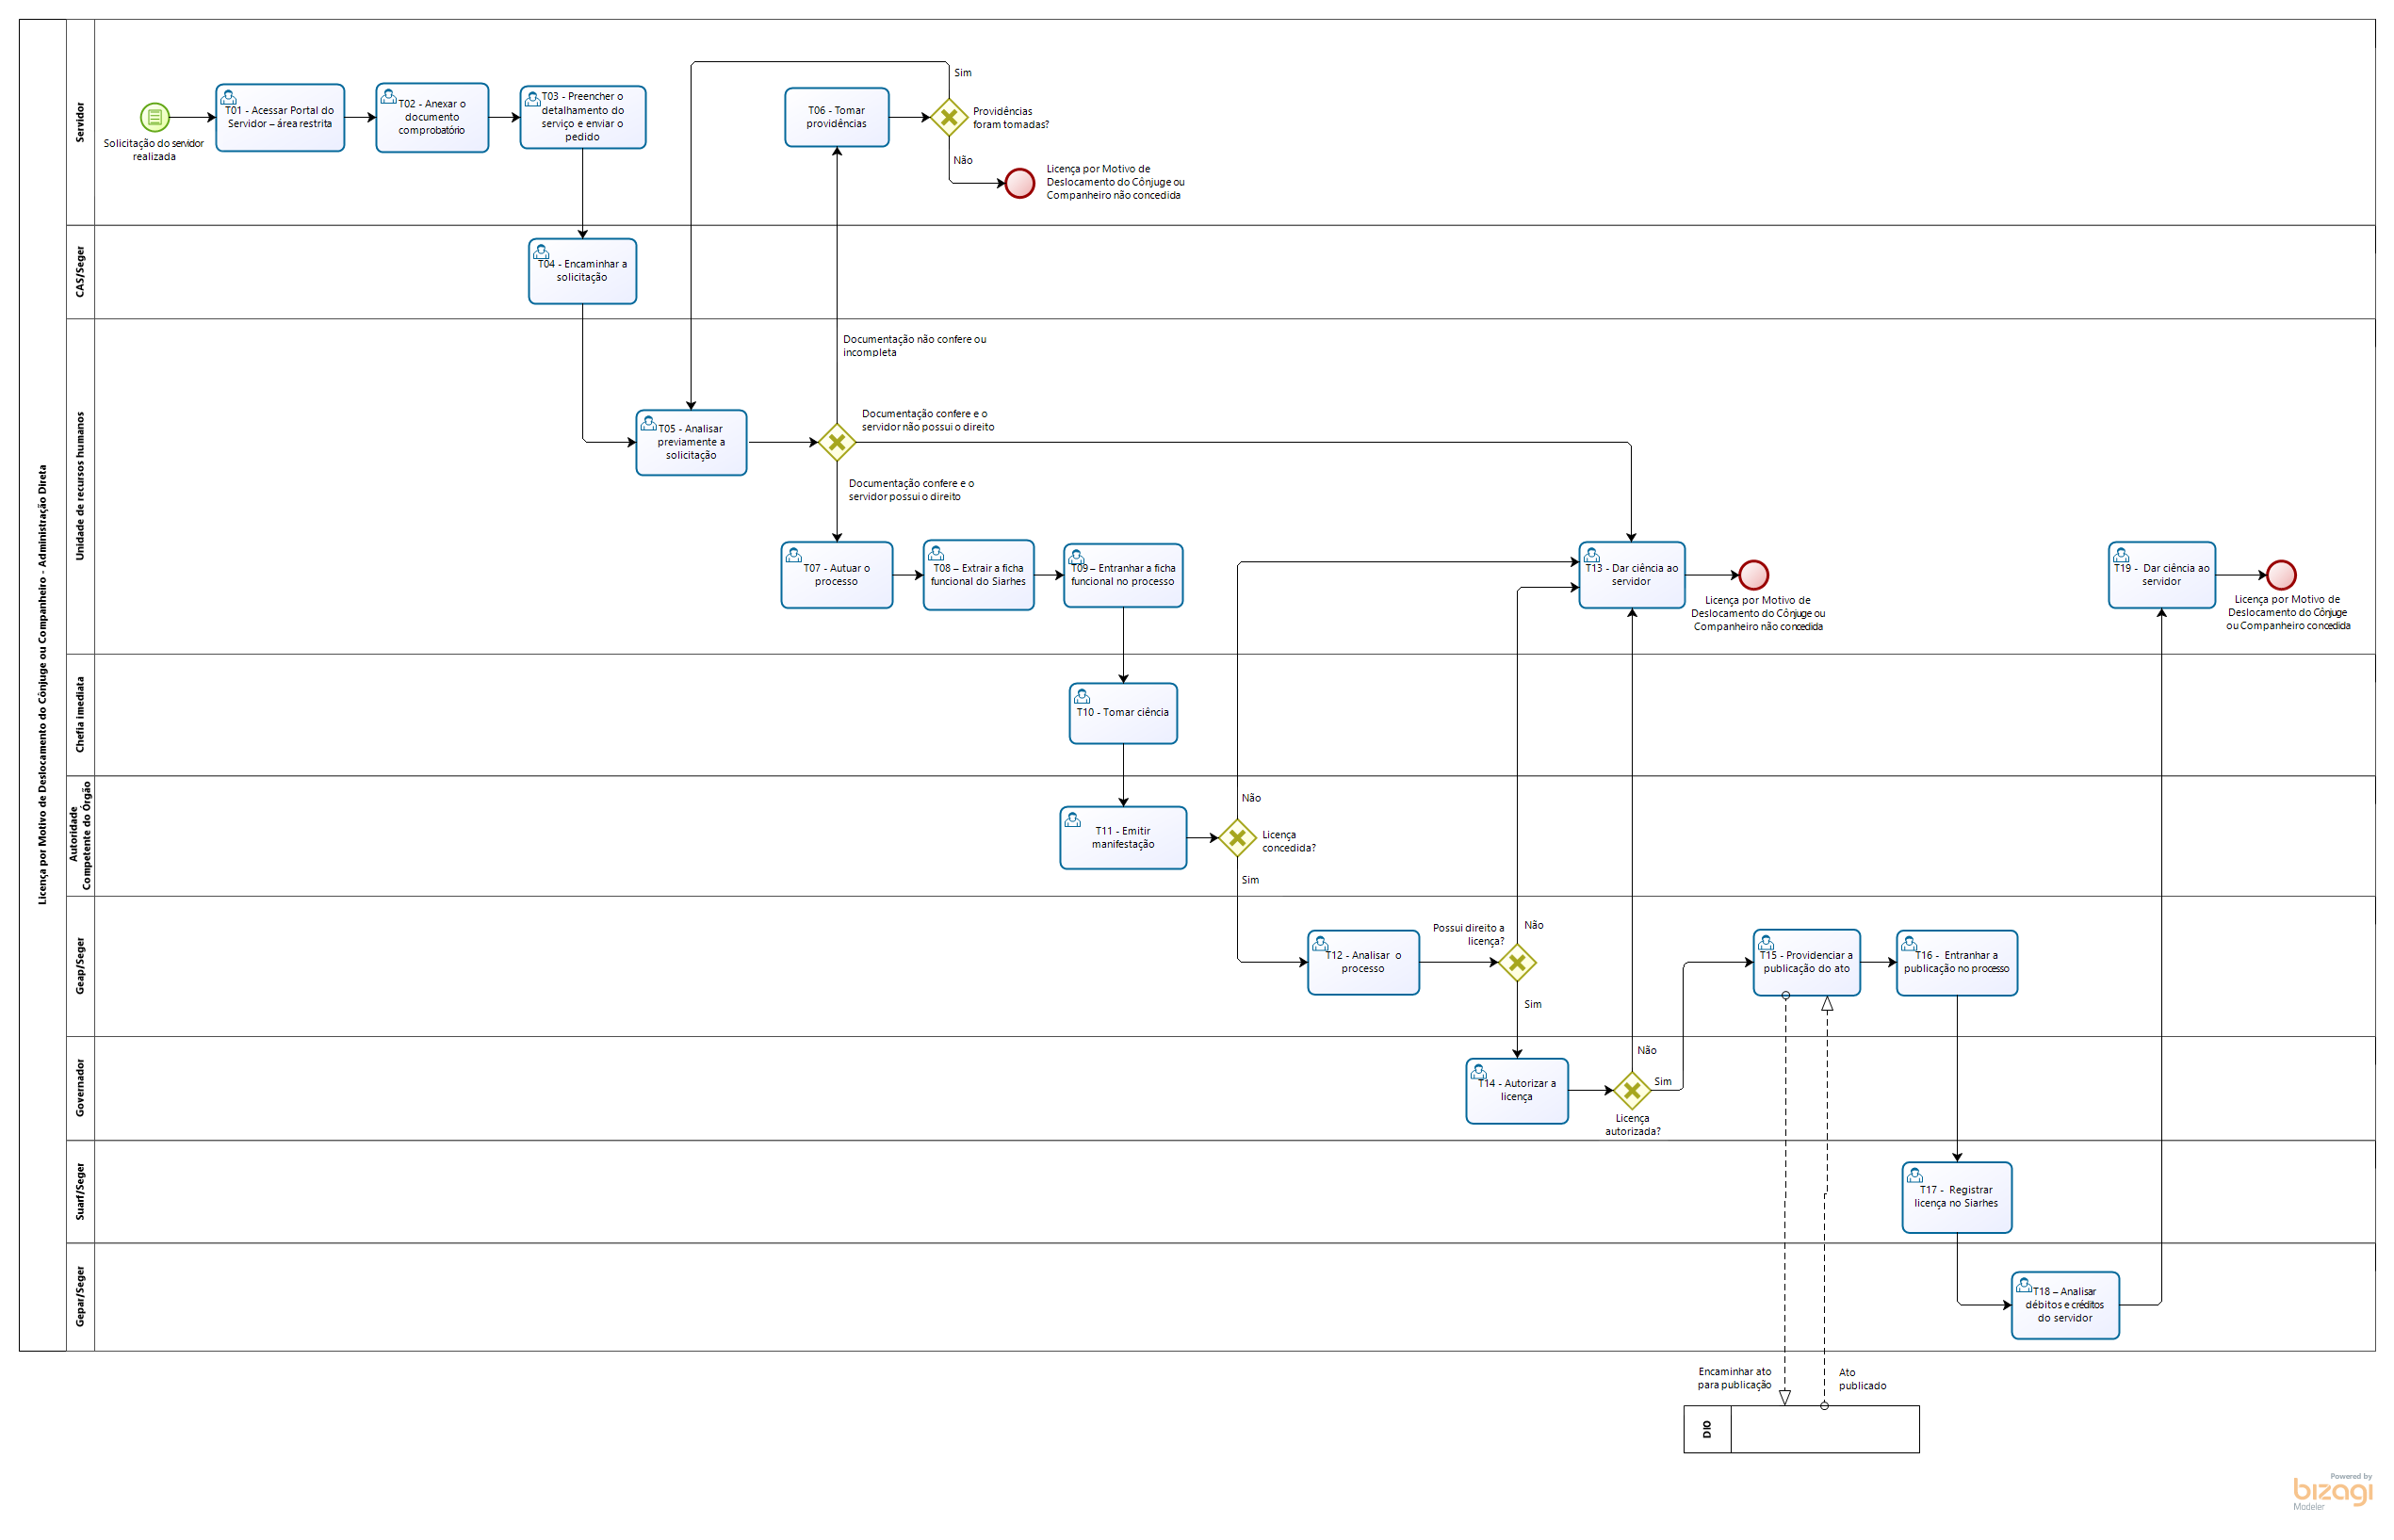 Licença por Motivo de Deslocamento do Cônjuge ou Companheiro - Administração Direta
Servidor
Solicitação do servidor
realizada
T01 - Acessar Portal do
Servidor – área restrita
T02 - Anexar o
documento
comprobatório
T03 - Preencher o
detalhamento do
serviço e enviar o
pedido
T06 - Tomar
providências
Sim
Providências
foram tomadas?
Não
Licença por Motivo de
Deslocamento do Cônjuge ou
Companheiro não concedida
CAS/Seger
T04 - Encaminhar a
solicitação
Unidade de recursos humanos
Documentação não confere ou
incompleta
T05 - Analisar
previamente a
solicitação
Documentação confere e o
servidor não possui o direito
Documentação confere e o
servidor possui o direito
T07 - Autuar o
processo
T08 – Extrair a ficha
funcional do Siarhes
T09 – Entranhar a ficha
funcional no processo
T13 - Dar ciência ao
servidor
Licença por Motivo de
Deslocamento do Cônjuge ou
Companheiro não concedida
T19 -  Dar ciência ao
servidor
Licença por Motivo de
Deslocamento do Cônjuge
ou Companheiro concedida
Chefia imediata
T10 - Tomar ciência
Autoridade
Competente do Órgão
T11 - Emitir
manifestação
Não
Licença
concedida?
Sim
Geap/Seger
T12 - Analisar  o
processo
Possui direito a
licença?
Não
Sim
T15 - Providenciar a
publicação do ato
T16 -  Entranhar a
publicação no processo
Governador
T14 - Autorizar a
licença
Não
Sim
Licença
autorizada?
Suarf/Seger
T17 -  Registrar
licença no Siarhes
Gepar/Seger
T18 – Analisar
débitos e créditos
do servidor
Encaminhar ato
para publicação
Ato
publicado
DIO
Powered by
bizagi
Modeler